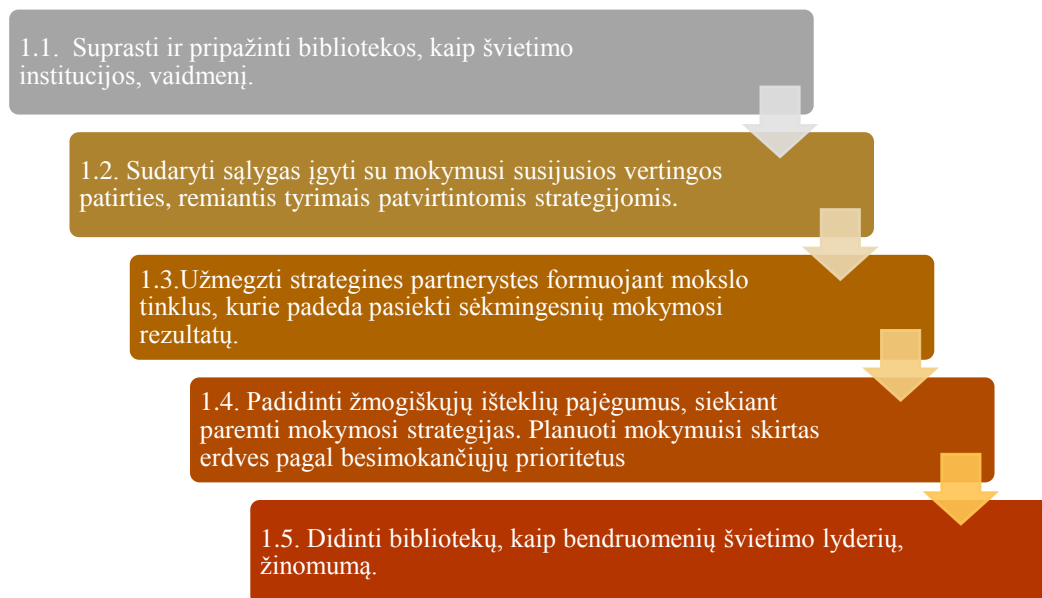 1.1. Suprasti ir pripažinti bibliotekos, kaip švietimo
institucijos, vaidmenį.
1.2. Sudaryti sąlygas įgyti su mokymusi susijusios vertingos
patirties, remiantis tyrimais patvirtintomis strategijomis.
1.3.Užmegzti strategines partnerystes formuojant mokslo
tinklus, kurie padeda pasiekti sėkmingesnių mokymosi
rezultatų.
1.4. Padidinti žmogiškųjų išteklių pajėgumus, siekiant
paremti mokymosi strategijas. Planuoti mokymuisi skirtas
erdves pagal besimokančiųjų prioritetus
1.5. Didinti bibliotekų, kaip bendruomenių švietimo lyderių,
žinomumą.